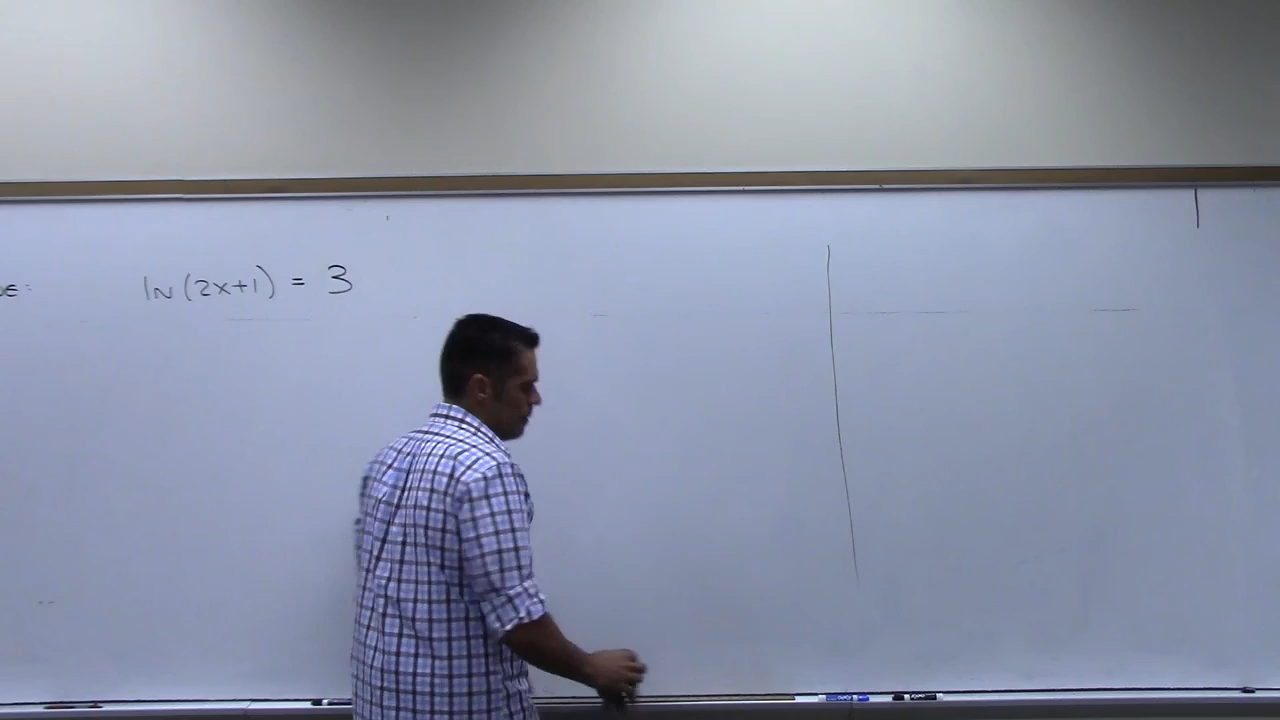 ln(2x+1) = 3